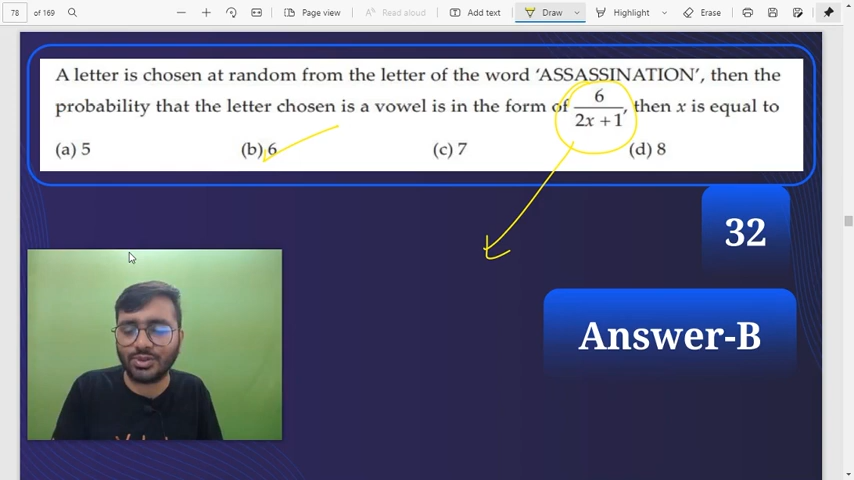 78 of 169 Page view Read aloud Add text Draw Highlight Erase Share
A letter is chosen at random from the letter of the word ‘ASSASSINATION’, then the
probability that the letter chosen is a vowel is in the form of 6/(2x + 1), then x is equal to
(a) 5 (b) 6 (c) 7 (d) 8
32
Answer-B